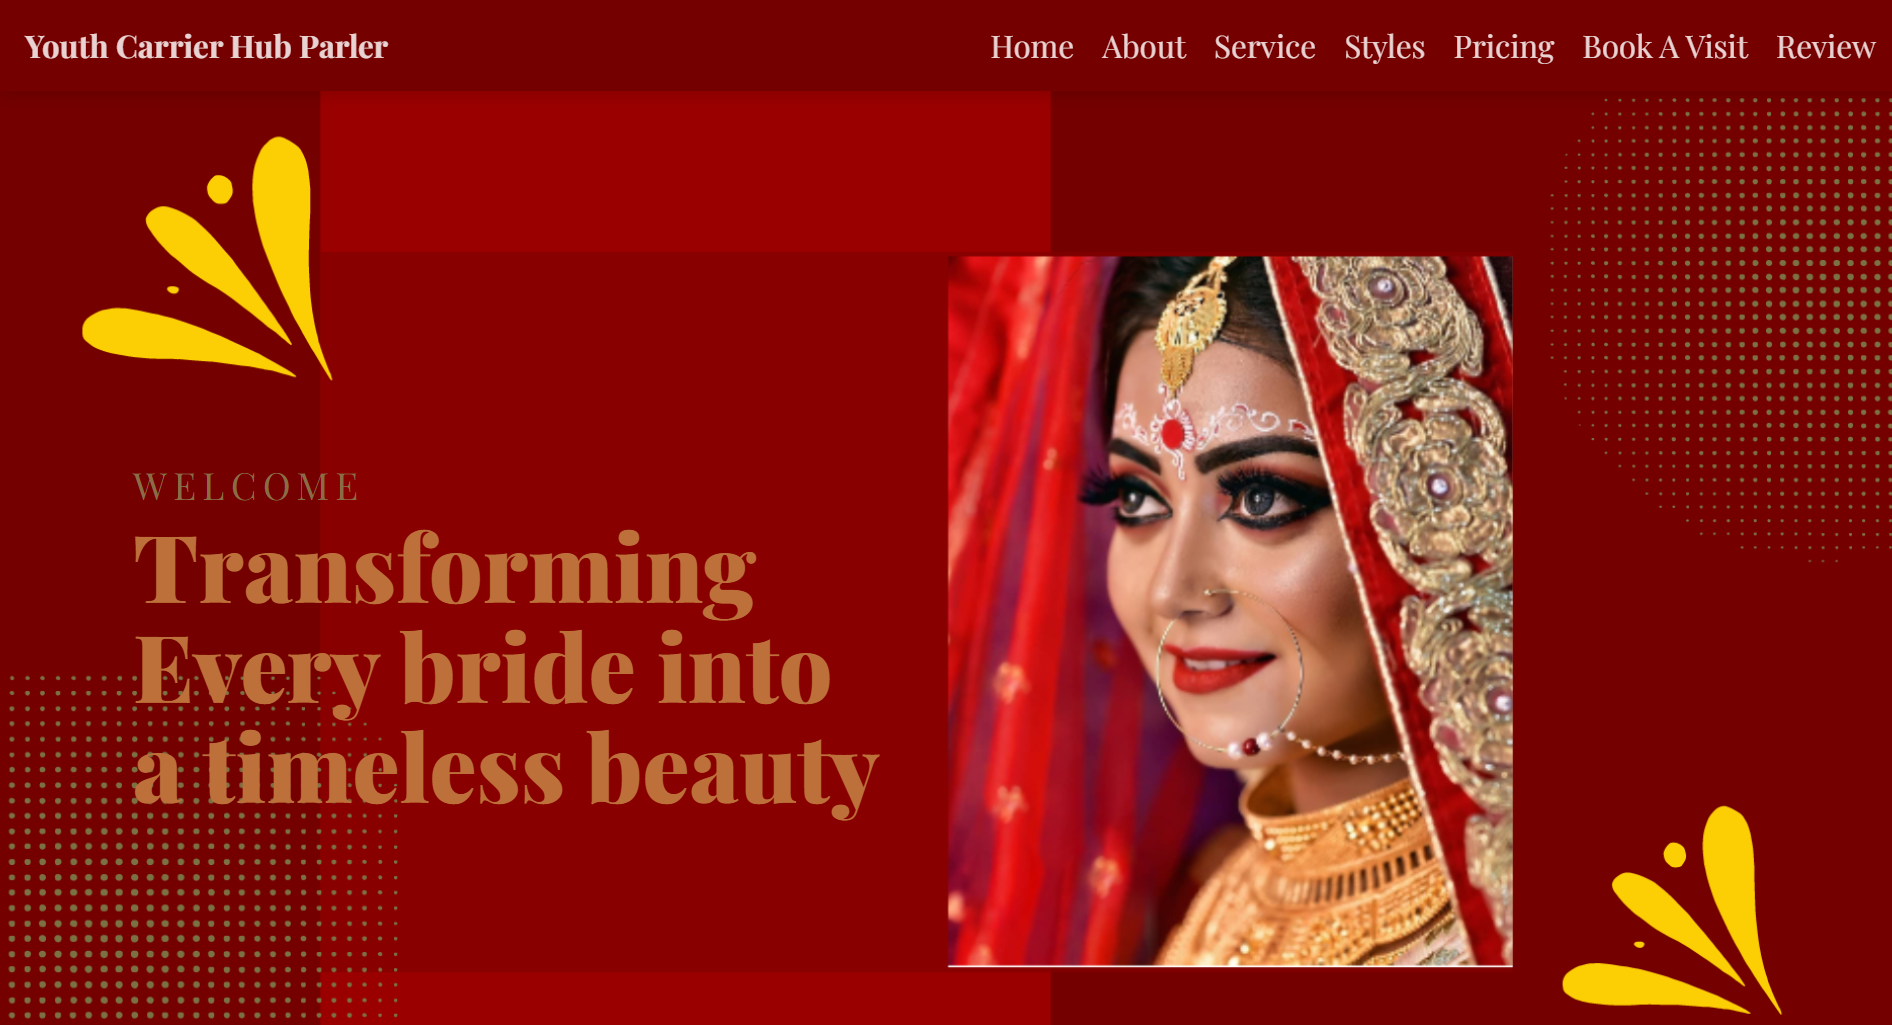 Youth Carrier Hub Parler
Home About Service Styles Pricing Book A Visit Review
WELCOME
Transforming
Every bride into
a timeless beauty